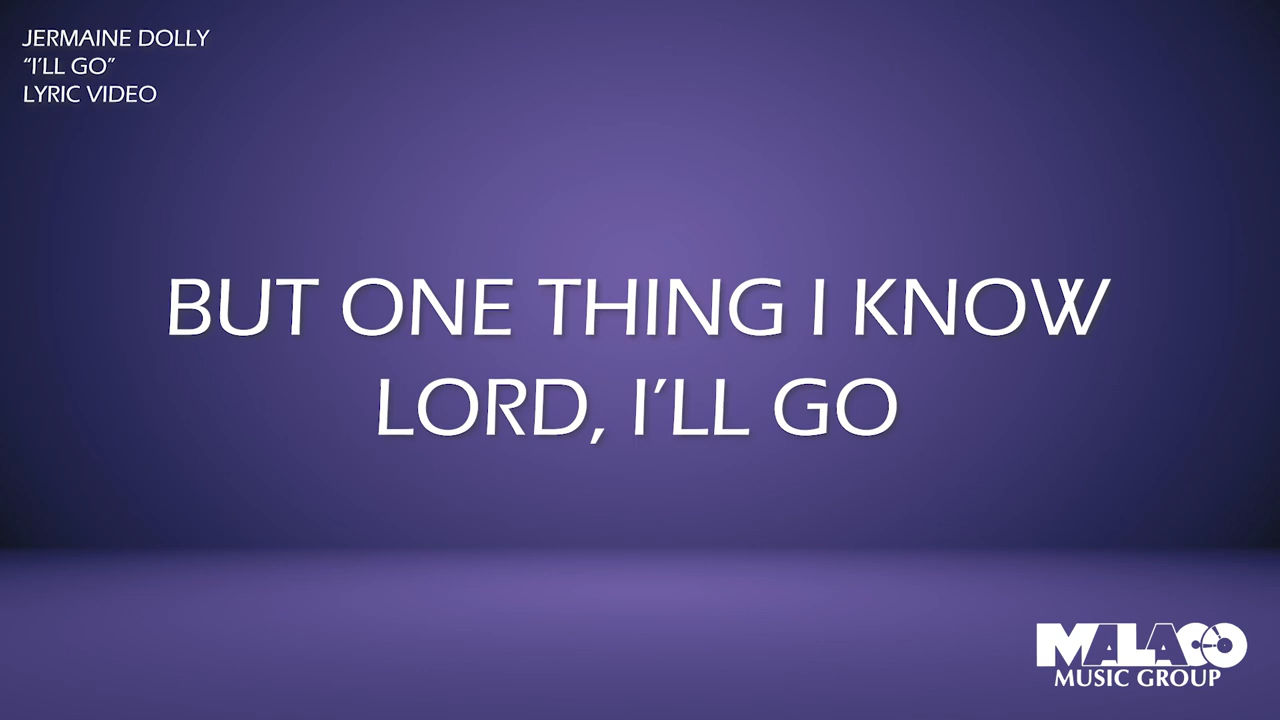 JERMAINE DOLLY
“I’LL GO”
LYRIC VIDEO
BUT ONE THING I KNOW
LORD, I’LL GO
MALACO
MUSIC GROUP